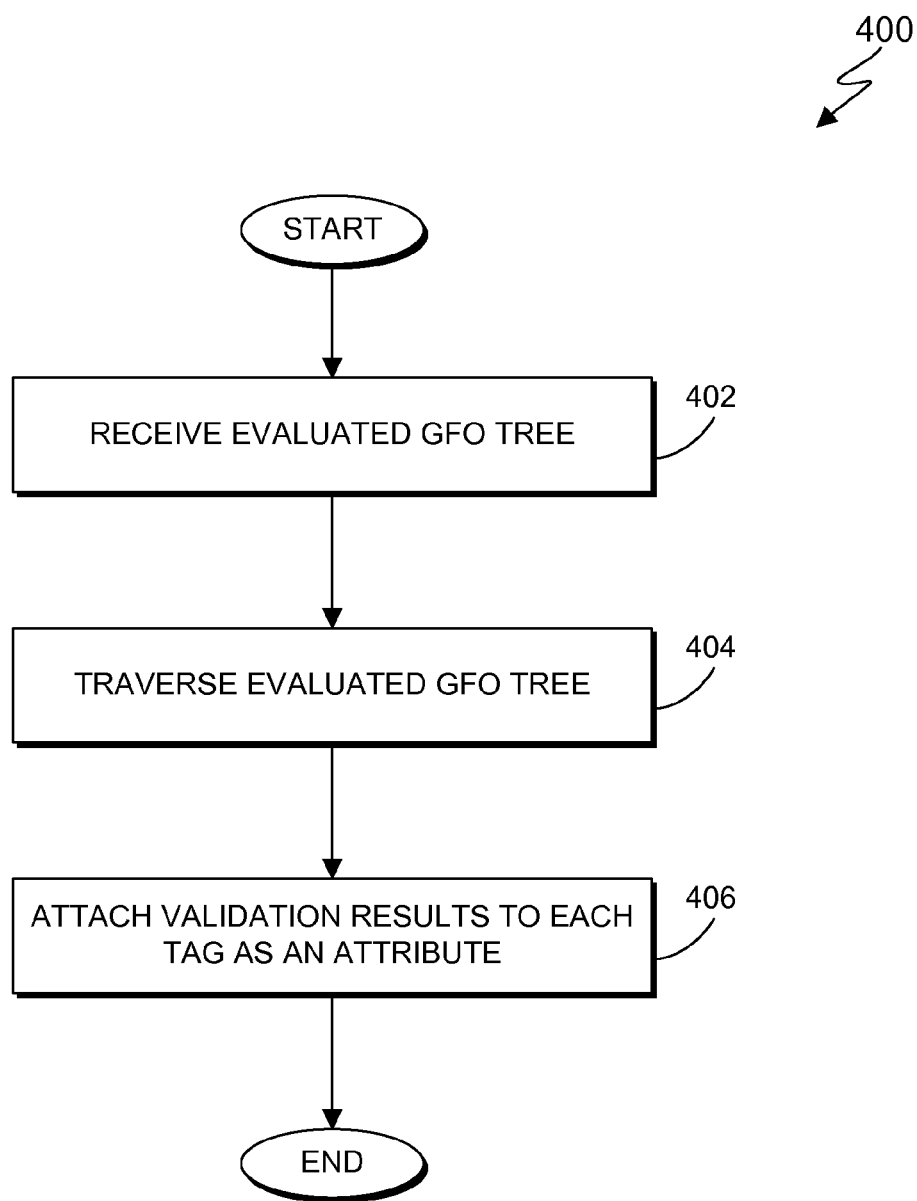 400
START
RECEIVE EVALUATED GFO TREE
402
TRAVERSE EVALUATED GFO TREE
404
ATTACH VALIDATION RESULTS TO EACH
TAG AS AN ATTRIBUTE
406
END